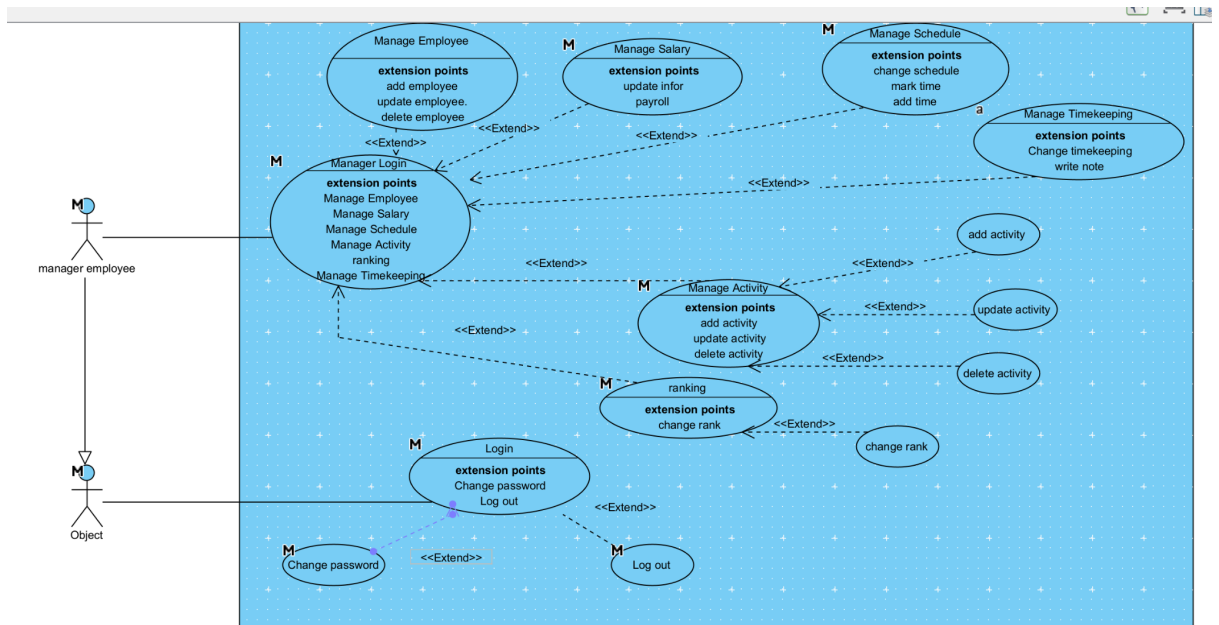 Manage Employee
extension points
add employee
update employee.
delete employee
M
Manage Salary
extension points
update infor
payroll
M
Manage Schedule
extension points
change schedule
mark time
add time
a
Manage Timekeeping
extension points
Change timekeeping
write note
<<Extend>>
<<Extend>>
<<Extend>>
<<Extend>>
M
Manager Login
extension points
Manage Employee
Manage Salary
Manage Schedule
Manage Activity
ranking
Manage Timekeeping
M
manager employee
<<Extend>>
<<Extend>>
add activity
M
Manage Activity
extension points
add activity
update activity
delete activity
<<Extend>>
update activity
<<Extend>>
delete activity
<<Extend>>
M
ranking
extension points
change rank
<<Extend>>
change rank
M
Login
extension points
Change password
Log out
M
Object
<<Extend>>
<<Extend>>
M
Change password
M
Log out